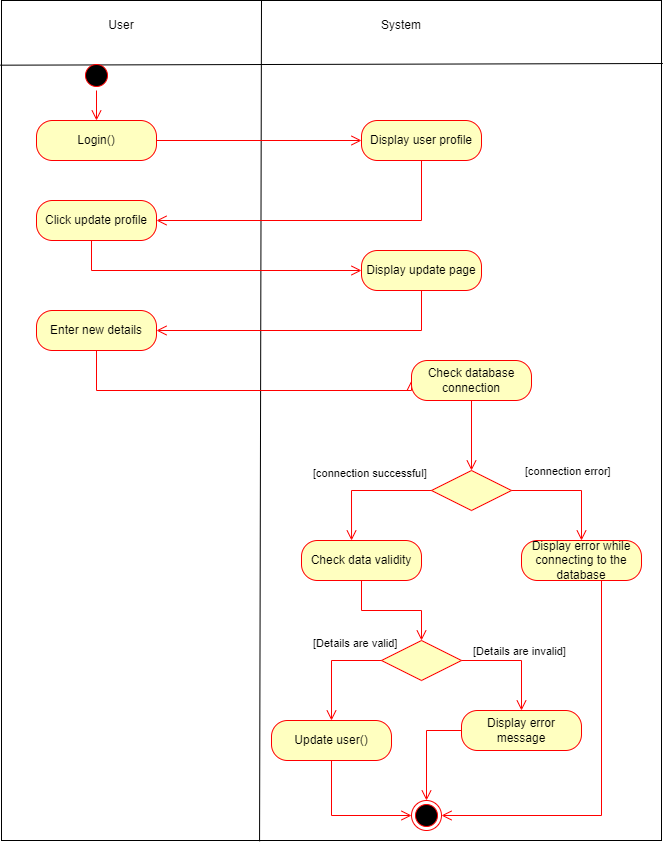 User
System
Login()
Display user profile
Click update profile
Display update page
Enter new details
Check database
connection
[connection successful]
[connection error]
Check data validity
Display error while
connecting to the
database
[Details are valid]
[Details are invalid]
Update user()
Display error
message